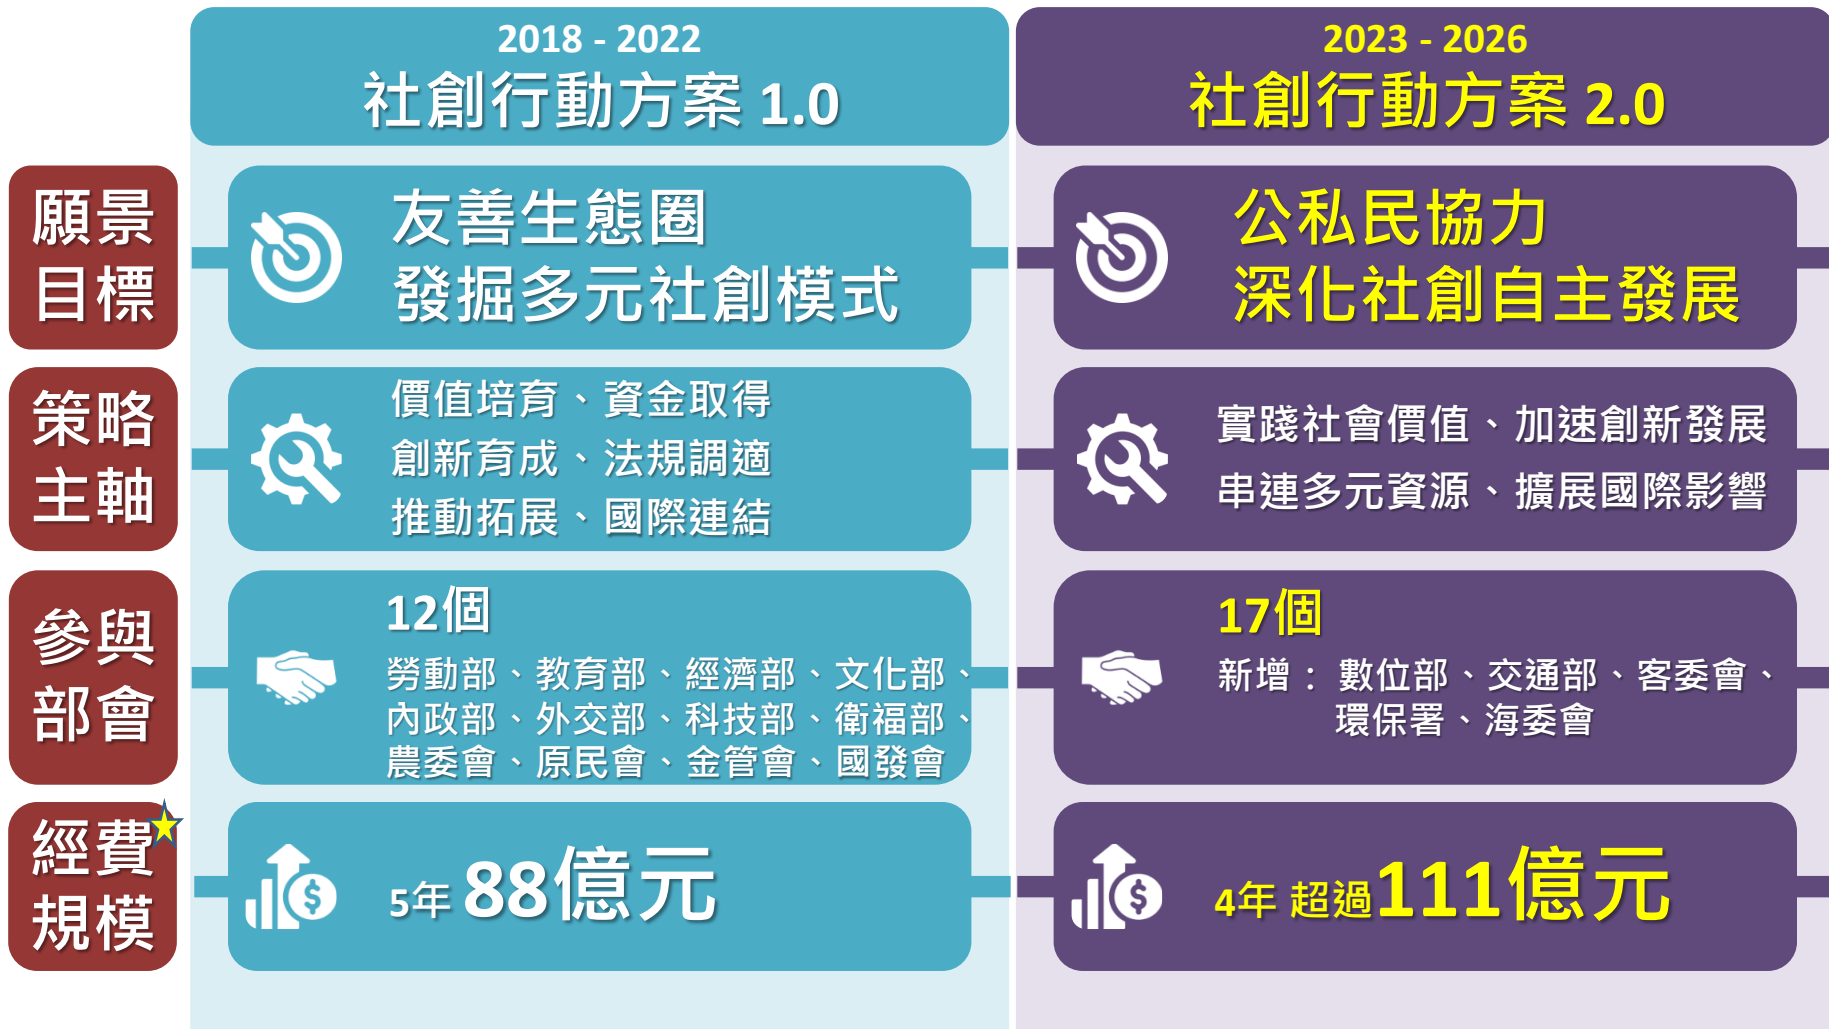 2018 - 2022
社創行動方案 1.0
2023 - 2026
社創行動方案 2.0
願景
目標
友善生態圈
發掘多元社創模式
公私民協力
深化社創自主發展
策略
主軸
價值培育、資金取得
創新育成、法規調適
推動拓展、國際連結
實踐社會價值、加速創新發展
串連多元資源、擴展國際影響
參與
部會
12個
勞動部、教育部、經濟部、文化部、
內政部、外交部、科技部、衛福部、
農委會、原民會、金管會、國發會
17個
新增：數位部、交通部、客委會、
環保署、海委會
經費
規模
$
5年 88億元
$
4年 超過111億元